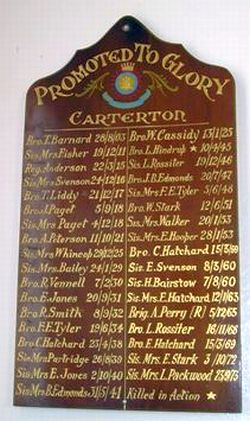 PROMOTED TO GLORY
CARTERTON
Bro. T. Barnard 28/8/03
Sis. Mrs Fisher 19/12/11
Reg. Anderson 22/3/15
Sis. Mrs Svenson 24/12/16
Bro. T. Liddy 21/12/17
Bro. J. Paget 5/9/18
Sis. Mrs Paget 4/12/18
Bro. A. Peterson 11/10/21
Sis. Mrs 29/12/23
Sis. Mrs. Bailey 24/1/29
Bro. R. Vennell 7/2/30
Bro. E. Jones 20/9/31
Bro. R. Smith 8/9/32
Bro. F.E. Tyler 19/6/34
Bro. C. Hatchard 23/4/38
Sis. Mrs Partridge 26/8/39
Sis. Mrs E. Jones 2/10/40
Sis. Mrs B. Edmonds 31/5/41
Bro. W. Cassidy 13/1/25
Bro. L. Hindrup ★ 10/4/45
Sis. L. Rossiter 19/12/46
Bro. J.B. Edmonds 20/7/47
Sis. Mrs F.E. Tyler 3/6/48
Bro. W. Stark 12/6/51
Sis. Mrs. Walker 20/1/53
Sis. Mrs. E. Hooper 28/1/53
Bro. C. Hatchard 15/3/59
Sis. E. Svenson 8/3/60
Sis. H. Bairstow 7/8/60
Sis. Mrs. E. Hatchard 12/1/63
Brig. A. Perry (R) 5/12/65
Bro. L. Rossiter 16/11/68
Bro. E. Hatchard 15/3/69
Sis. Mrs. E. Stark 3/10/72
Sis. Mrs. L. Packwood 23/9/73
Killed in Action ★